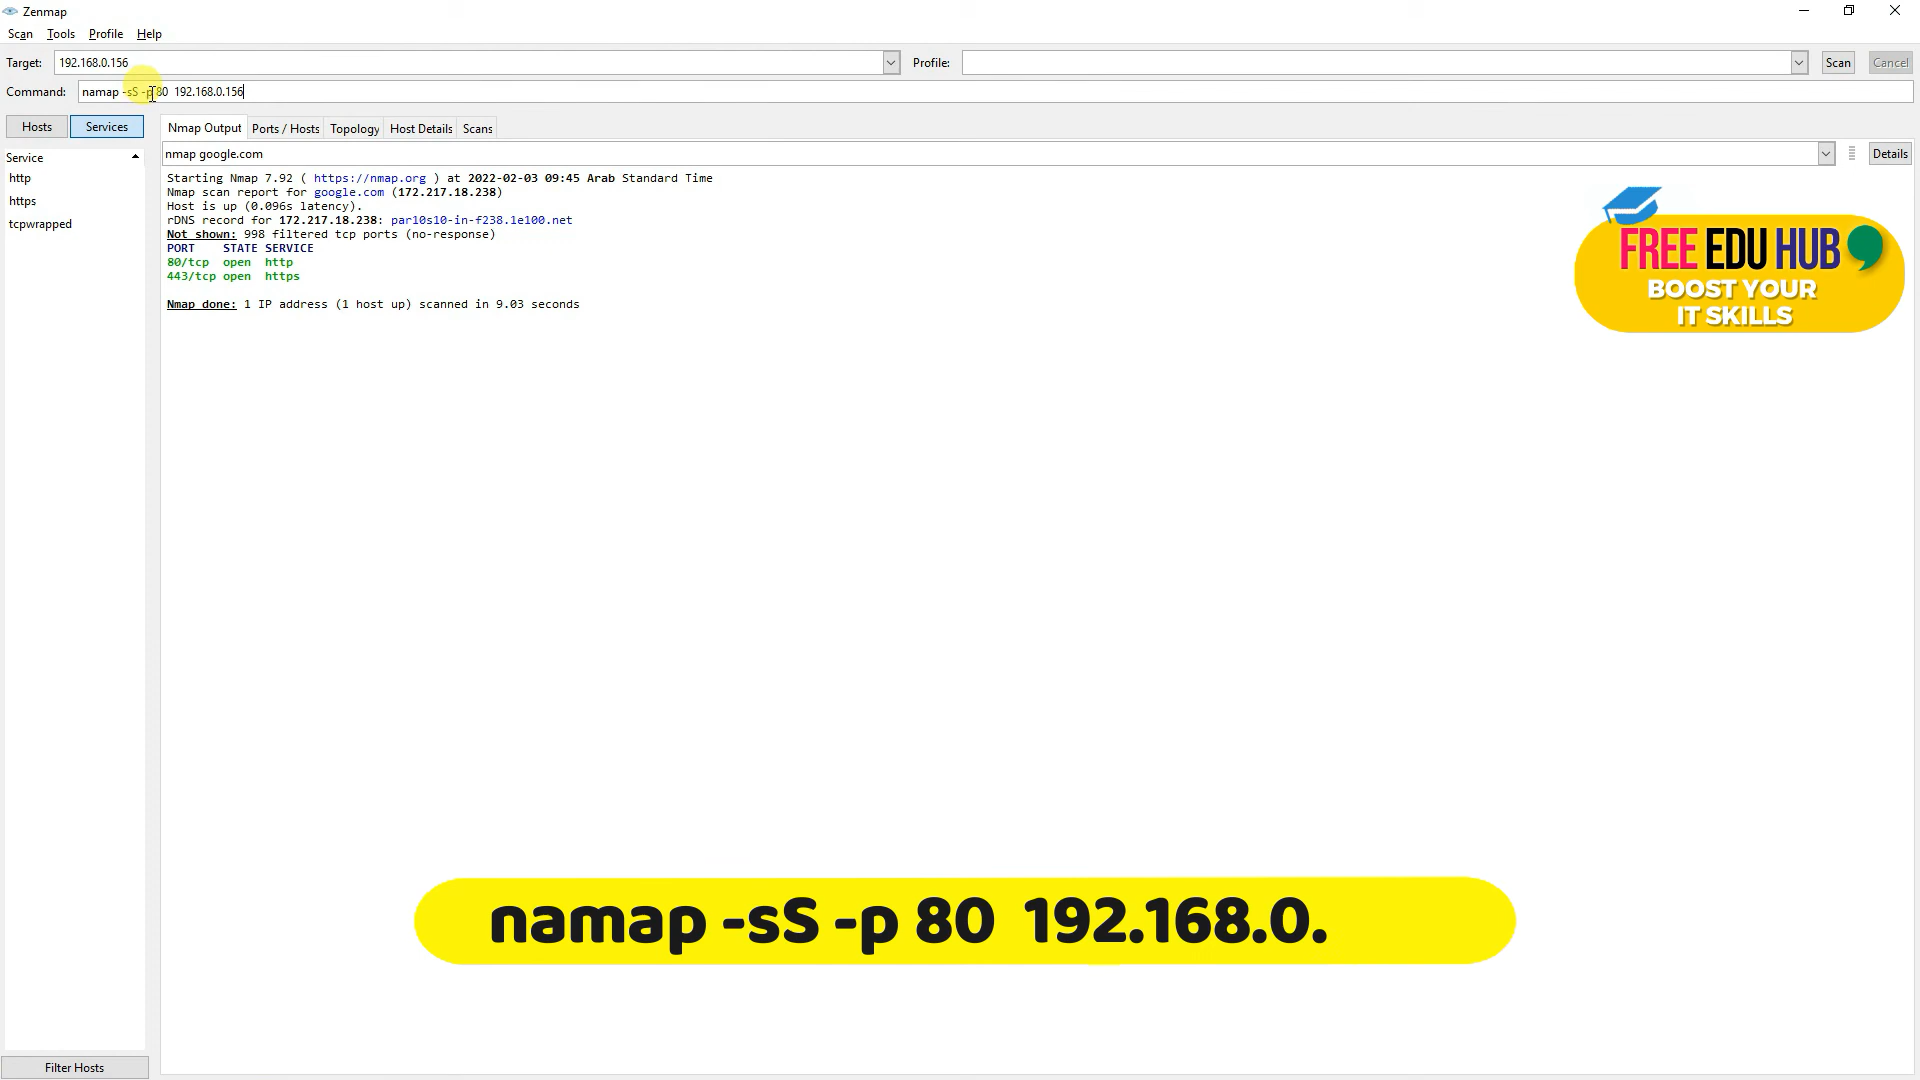 Zenmap
Scan Tools Profile Help
Target: 192.168.0.156 Profile: Scan Cancel
Command: namap -sS -p 80  192.168.0.156
Hosts Services Nmap Output Ports / Hosts Topology Host Details Scans
nmap google.com Details
Service
http
https
tcpwrapped
Starting Nmap 7.92 ( https://nmap.org ) at 2022-02-03 09:45 Arab Standard Time
Nmap scan report for google.com (172.217.18.238)
Host is up (0.096s latency).
rDNS record for 172.217.18.238: par10s10-in-f238.1e100.net
Not shown: 998 filtered tcp ports (no-response)
PORT    STATE SERVICE
80/tcp  open  http
443/tcp open  https
Nmap done: 1 IP address (1 host up) scanned in 9.03 seconds
FREE EDU HUB
BOOST YOUR
IT SKILLS
namap -sS -p 80  192.168.0.
Filter Hosts